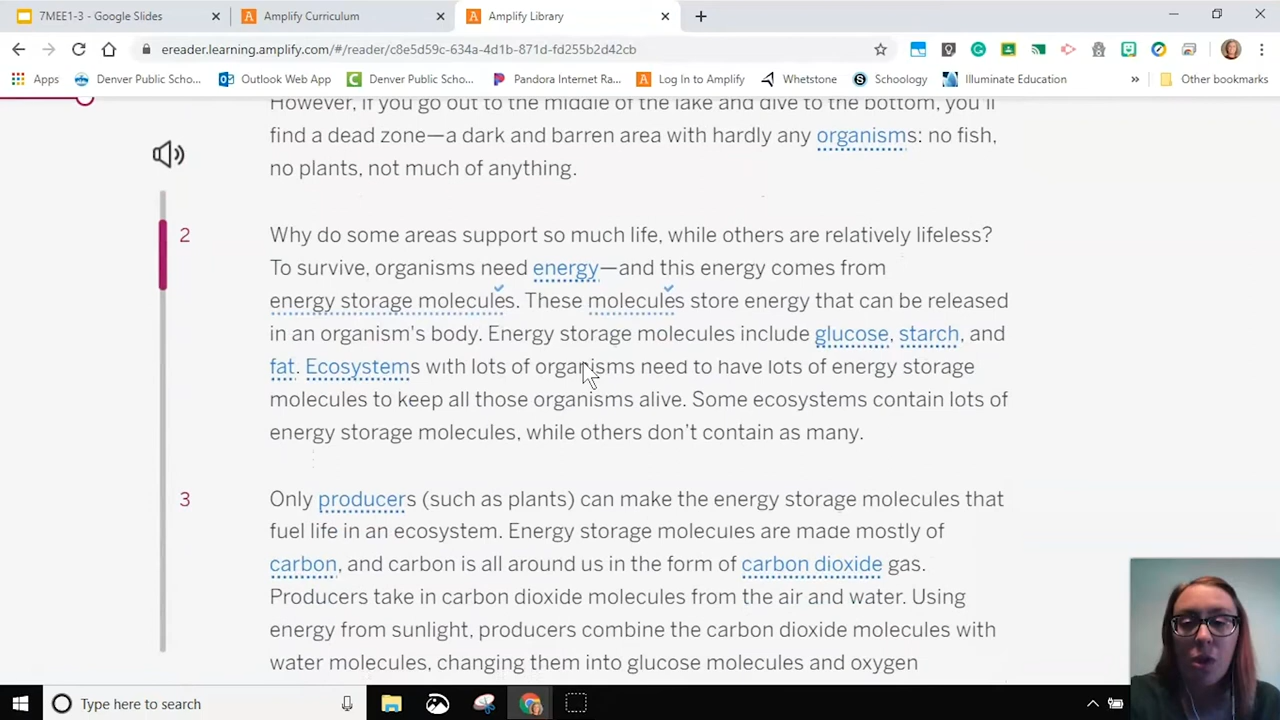 7MEE1-3 - Google Slides
Amplify Curriculum
Amplify Library
ereader.learning.amplify.com/#/reader/c8e5d59c-634a-4d1b-871d-fd255b2d42cb
Apps
Denver Public Scho...
Outlook Web App
Denver Public Schoo...
Pandora Internet Ra...
Log In to Amplify
Whetstone
Schoology
Illuminate Education
»
Other bookmarks
However, if you go out to the middle of the lake and dive to the bottom, you'll
find a dead zone—a dark and barren area with hardly any organisms: no fish,
no plants, not much of anything.
2
Why do some areas support so much life, while others are relatively lifeless?
To survive, organisms need energy—and this energy comes from
energy storage molecules. These molecules store energy that can be released
in an organism's body. Energy storage molecules include glucose, starch, and
fat. Ecosystems with lots of organisms need to have lots of energy storage
molecules to keep all those organisms alive. Some ecosystems contain lots of
energy storage molecules, while others don't contain as many.
3
Only producers (such as plants) can make the energy storage molecules that
fuel life in an ecosystem. Energy storage molecules are made mostly of
carbon, and carbon is all around us in the form of carbon dioxide gas.
Producers take in carbon dioxide molecules from the air and water. Using
energy from sunlight, producers combine the carbon dioxide molecules with
water molecules, changing them into glucose molecules and oxygen
Type here to search